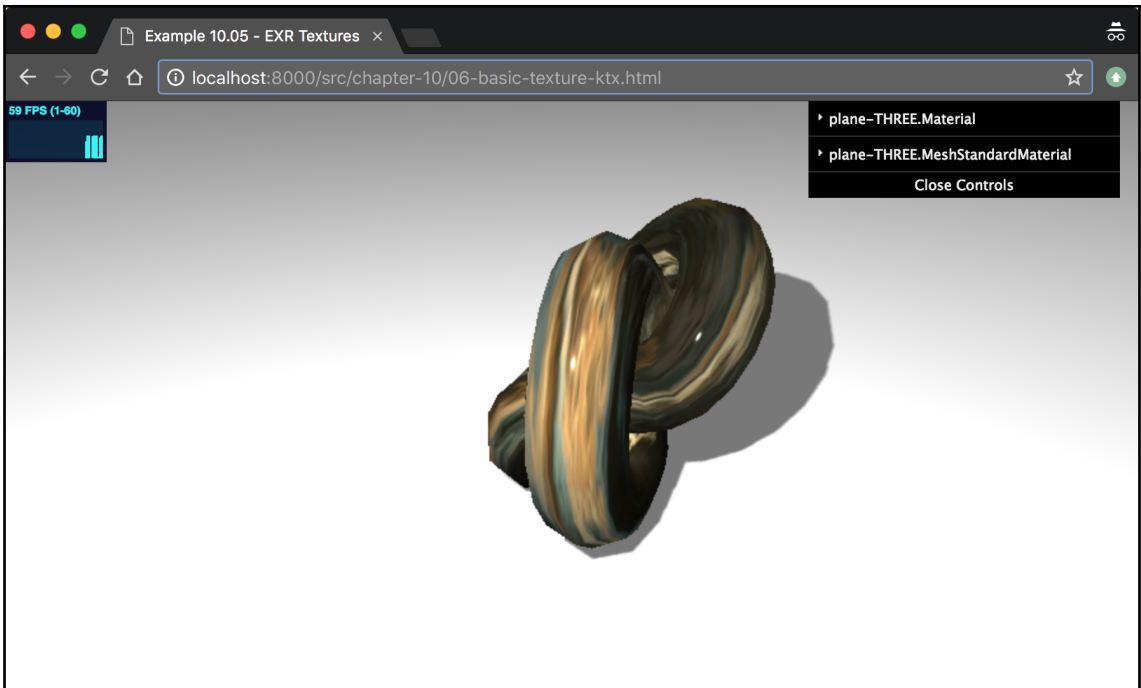 Example 10.05 - EXR Textures
localhost:8000/src/chapter-10/06-basic-texture-ktx.html
59 FPS (1-60)
plane-THREE.Material
plane-THREE.MeshStandardMaterial
Close Controls